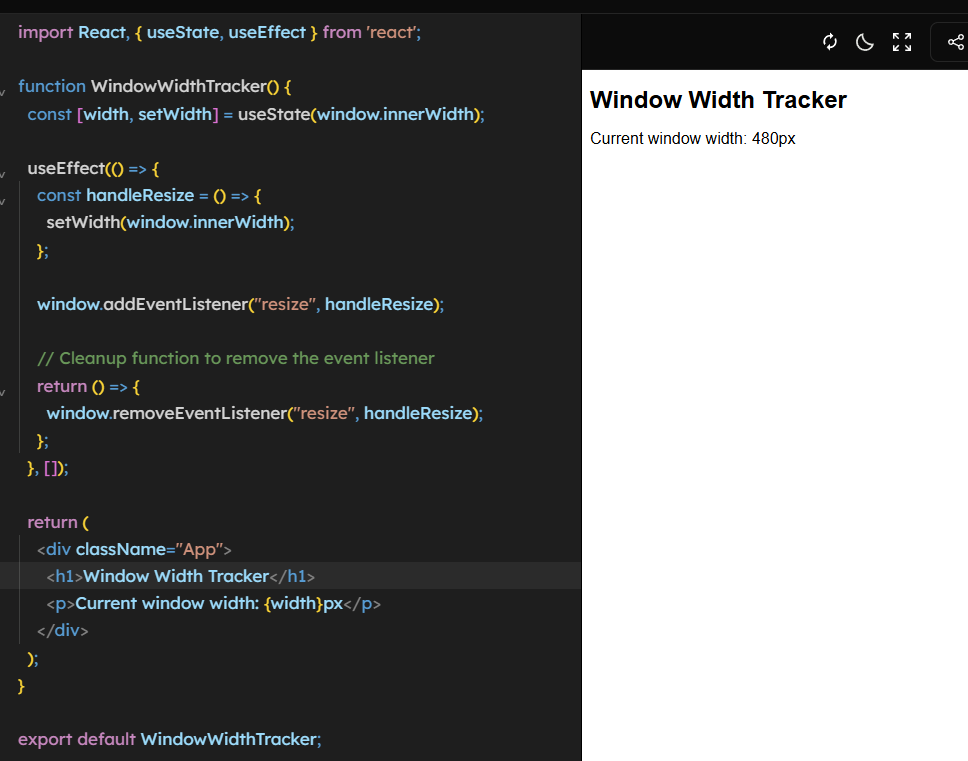 import React, { useState, useEffect } from 'react';
function WindowWidthTracker() {
const [width, setWidth] = useState(window.innerWidth);
useEffect(() => {
const handleResize = () => {
setWidth(window.innerWidth);
};
window.addEventListener("resize", handleResize);
// Cleanup function to remove the event listener
return () => {
window.removeEventListener("resize", handleResize);
};
}, []);
return (
<div className="App">
<h1>Window Width Tracker</h1>
<p>Current window width: {width}px</p>
</div>
);
}
export default WindowWidthTracker;
Window Width Tracker
Current window width: 480px